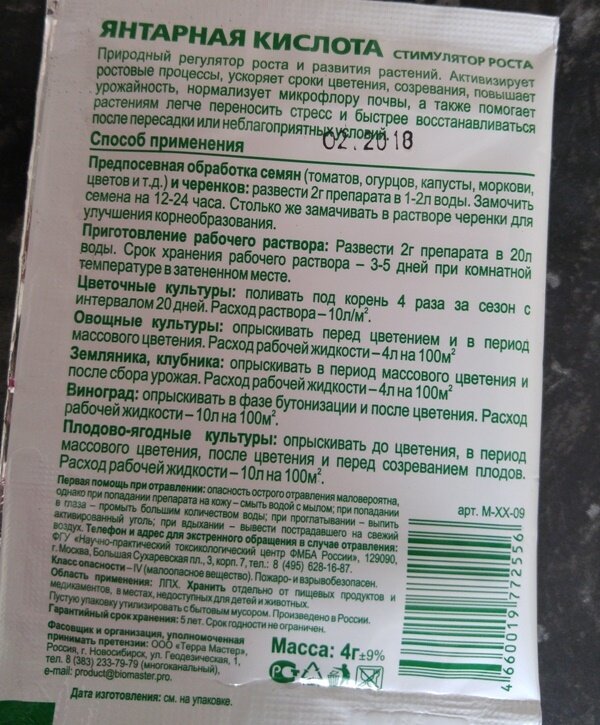 ЯНТАРНАЯ КИСЛОТА СТИМУЛЯТОР РОСТА
Природный регулятор роста и развития растений. Активизирует
ростовые процессы, ускоряет сроки цветения, созревания, повышает
урожайность, нормализует микрофлору почвы, а также помогает
растениям легче переносить стресс и быстрее восстанавливаться
после пересадки или неблагоприятных условий.
02.2018
Способ применения
Предпосевная обработка семян (томатов, огурцов, капусты, моркови,
цветов и т.д.) и черенков: развести 2г препарата в 1-2л воды. Замочить
семена на 12-24 часа. Столько же замачивать в растворе черенки для
улучшения корнеобразования.
Приготовление рабочего раствора: Развести 2г препарата в 20л
воды. Срок хранения рабочего раствора – 3-5 дней при комнатной
температуре в затененном месте.
Цветочные культуры: поливать под корень 4 раза за сезон с
интервалом 20 дней. Расход раствора – 10л/м².
Овощные культуры: опрыскивать перед цветением и в период
массового цветения. Расход рабочей жидкости – 4л на 100м²
Земляника, клубника: опрыскивать в период массового цветения и
после сбора урожая. Расход рабочей жидкости – 4л на 100м²
Виноград: опрыскивать в фазе бутонизации и после цветения. Расход
рабочей жидкости – 10л на 100м².
Плодово-ягодные культуры: опрыскивать до цветения, в период
массового цветения, после цветения и перед созреванием плодов.
Расход рабочей жидкости – 10л на 100м².
Первая помощь при отравлении: опасность острого отравления маловероятна,
однако при попадании препарата на кожу – смыть водой с мылом; при попадании
в глаза – промыть большим количеством воды; при проглатывании – выпить
активированный уголь; при вдыхании – вывести пострадавшего на свежий
воздух. Телефон и адрес для экстренного обращения в случае отравления:
ФГУ «Научно-практический токсикологический центр ФМБА России», 129090,
г. Москва, Большая Сухаревская пл., 3, корп. 7, тел.: 8 (495) 628-16-87.
Класс опасности – IV (малоопасное вещество). Пожаро- и взрывобезопасен.
Область применения: ЛПХ. Хранить отдельно от пищевых продуктов и
медикаментов, в местах, недоступных для детей и животных.
Пустую упаковку утилизировать с бытовым мусором. Произведено в России.
Гарантийный срок хранения: 5 лет. Срок годности не ограничен.
Фасовщик и организация, уполномоченная
принимать претензии: ООО «Терра Мастер»,
Россия, г. Новосибирск, ул. Геодезическая, 1,
тел. 8 (383) 233-79-79 (многоканальный),
e-mail: product@biomaster.pro.
Масса: 4г±9%
Дата изготовления: см. на упаковке.
арт. М-ХХ-09
4660019772556